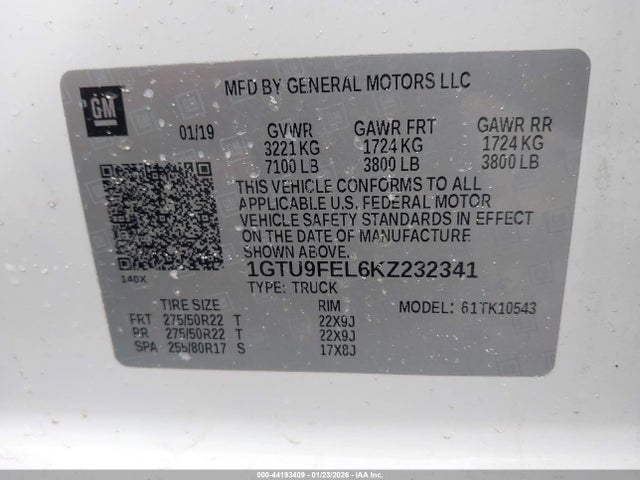 MFD BY GENERAL MOTORS LLC
GM
01/19 GVWR GAWR FRT GAWR RR
3221 KG 1724 KG 1724 KG
7100 LB 3800 LB 3800 LB
THIS VEHICLE CONFORMS TO ALL
APPLICABLE U.S. FEDERAL MOTOR
VEHICLE SAFETY STANDARDS IN EFFECT
ON THE DATE OF MANUFACTURE
SHOWN ABOVE.
1GTU9FEL6KZ232341
140X TYPE: TRUCK
TIRE SIZE RIM MODEL: 61TK10543
FRT 275/50R22 T 22X9J
RR 275/50R22 T 22X9J
SPA 255/80R17 S 17X8J
000-44193409 | 01/23/2026 - IAAI.COM